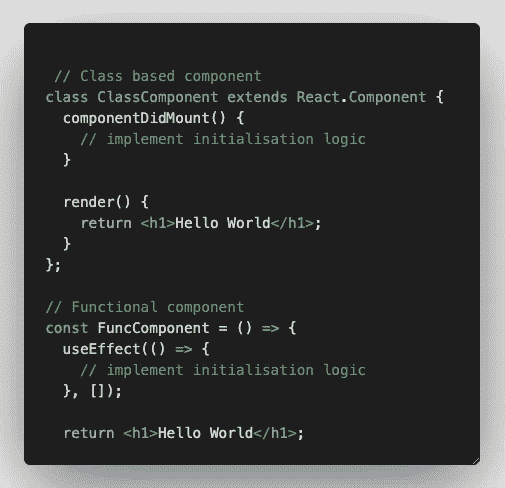 // Class based component
class ClassComponent extends React.Component {
componentDidMount() {
// implement initialisation logic
}
render() {
return <h1>Hello World</h1>;
}
};
// Functional component
const FuncComponent = () => {
useEffect(() => {
// implement initialisation logic
}, []);
return <h1>Hello World</h1>;